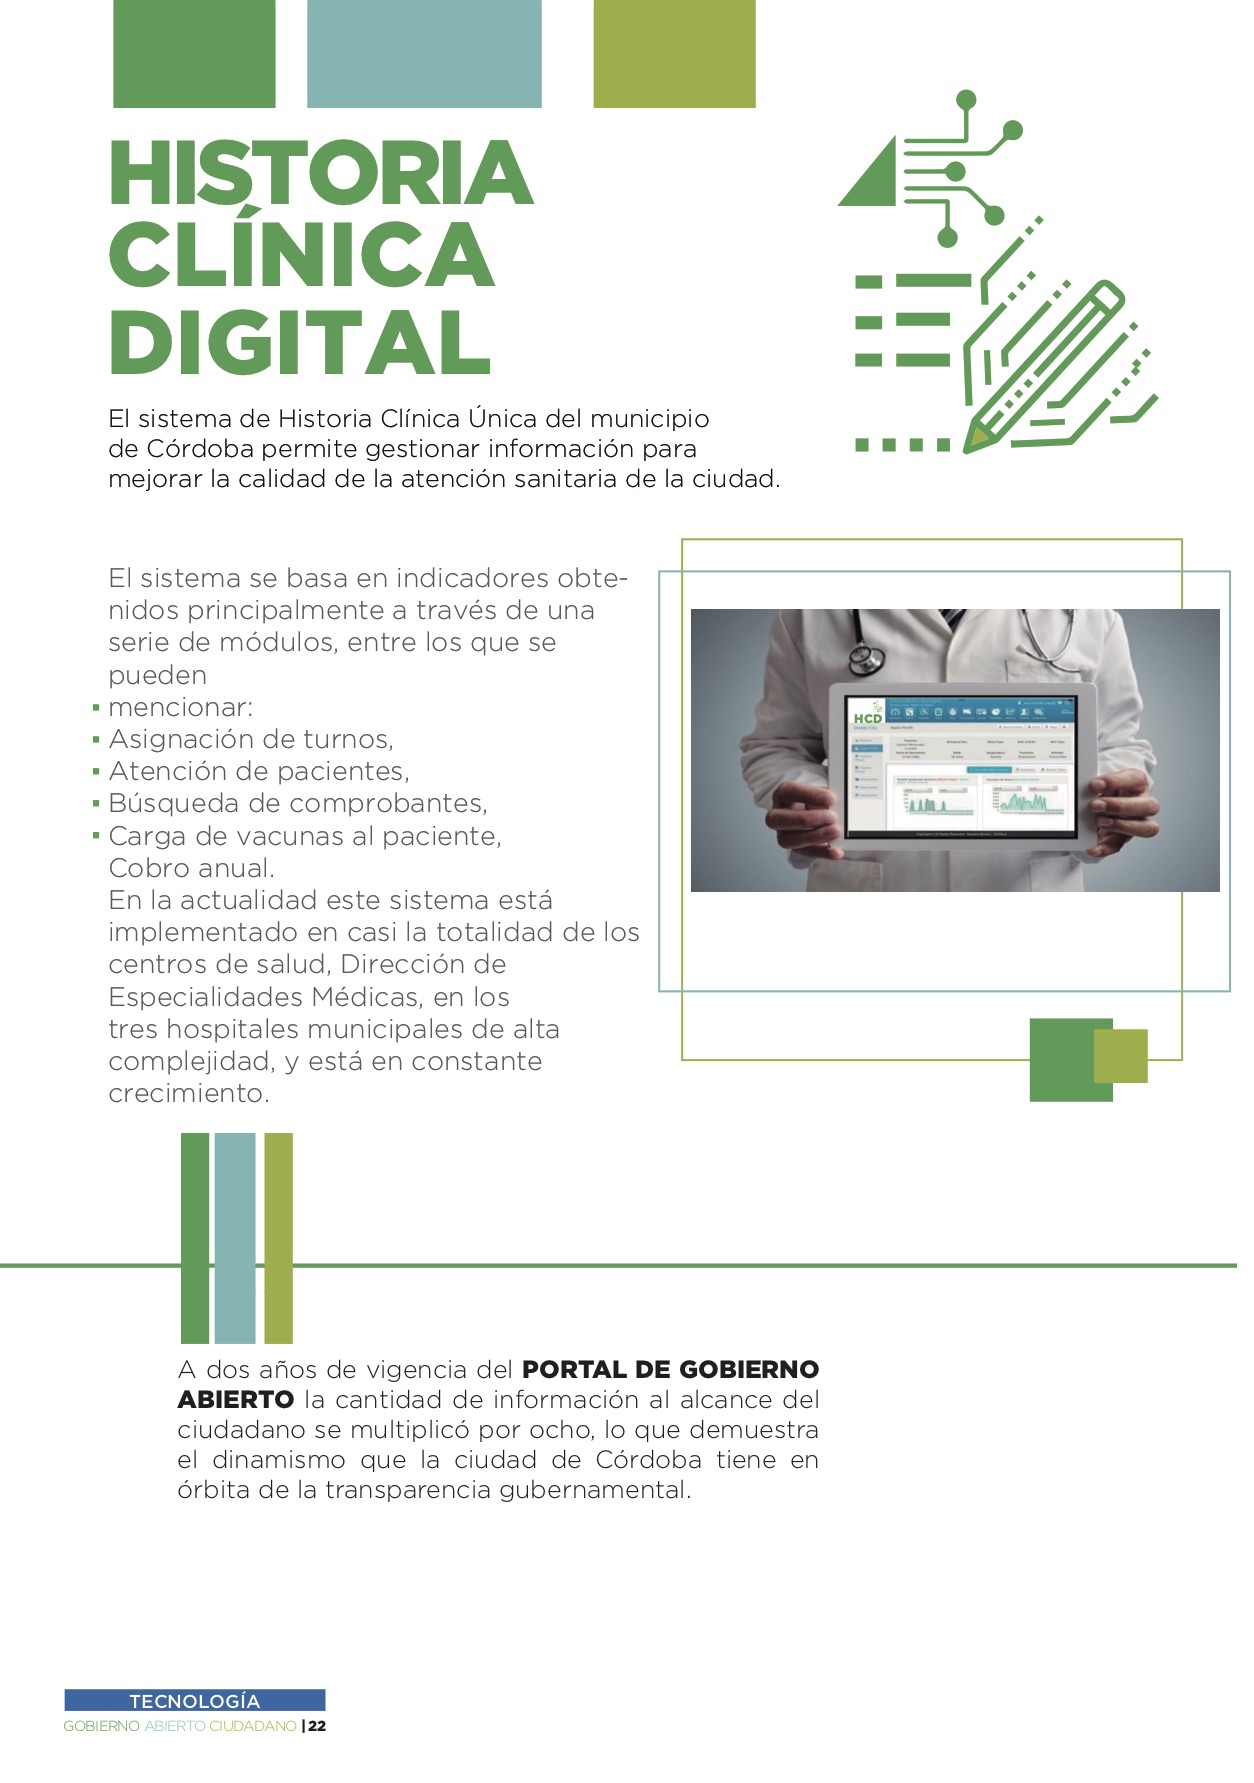 HISTORIA
CLÍNICA
DIGITAL
El sistema de Historia Clínica Única del municipio
de Córdoba permite gestionar información para
mejorar la calidad de la atención sanitaria de la ciudad.
El sistema se basa en indicadores obte-
nidos principalmente a través de una
serie de módulos, entre los que se
pueden
▪ mencionar:
▪ Asignación de turnos,
▪ Atención de pacientes,
▪ Búsqueda de comprobantes,
▪ Carga de vacunas al paciente,
Cobro anual.
En la actualidad este sistema está
implementado en casi la totalidad de los
centros de salud, Dirección de
Especialidades Médicas, en los
tres hospitales municipales de alta
complejidad, y está en constante
crecimiento.
HCD
A dos años de vigencia del PORTAL DE GOBIERNO
ABIERTO la cantidad de información al alcance del
ciudadano se multiplicó por ocho, lo que demuestra
el dinamismo que la ciudad de Córdoba tiene en
órbita de la transparencia gubernamental.
TECNOLOGÍA
GOBIERNO ABIERTO CIUDADANO | 22